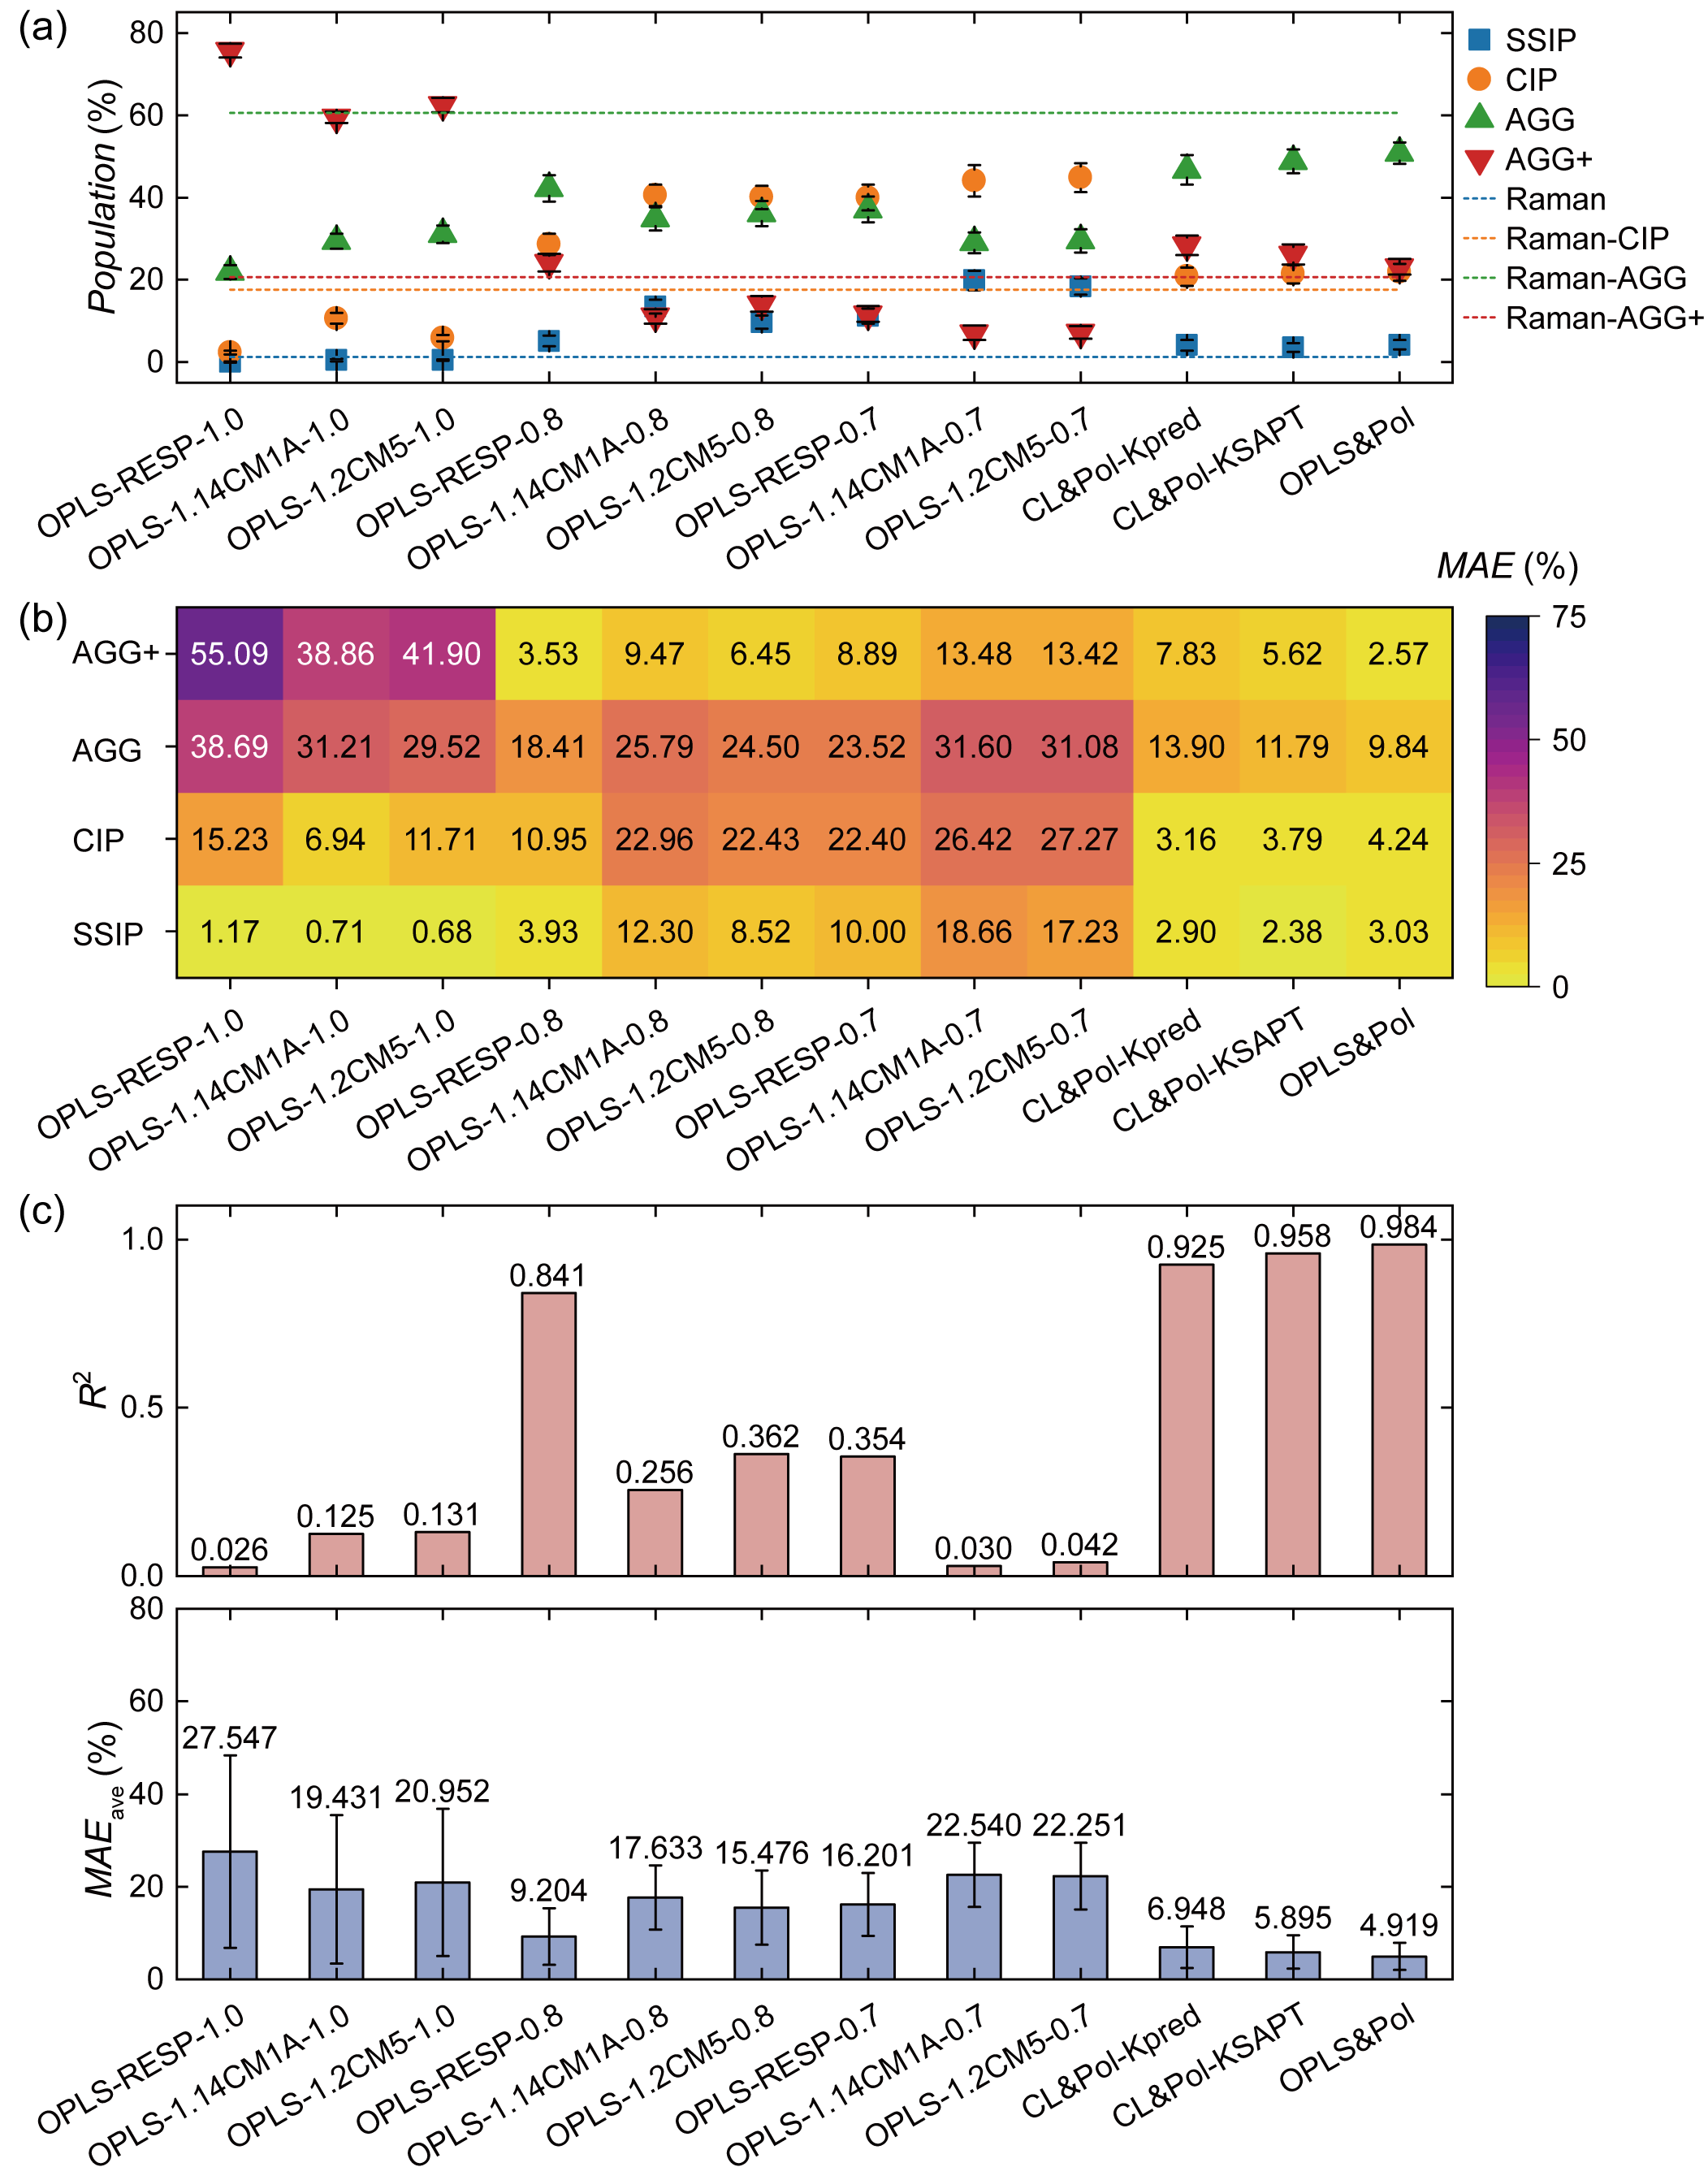 (a)
Population (%)
80
60
40
20
0
SSIP
CIP
AGG
AGG+
Raman
Raman-CIP
Raman-AGG
Raman-AGG+
OPLS-RESP-1.0
OPLS-1.14CM1A-1.0
OPLS-1.2CM5-1.0
OPLS-RESP-0.8
OPLS-1.14CM1A-0.8
OPLS-1.2CM5-0.8
OPLS-RESP-0.7
OPLS-1.14CM1A-0.7
OPLS-1.2CM5-0.7
CL&Pol-Kpred
CL&Pol-KSAPT
OPLS&Pol
(b)
MAE (%)
75
50
25
0
AGG+ 55.09 38.86 41.90 3.53 9.47 6.45 8.89 13.48 13.42 7.83 5.62 2.57
AGG 38.69 31.21 29.52 18.41 25.79 24.50 23.52 31.60 31.08 13.90 11.79 9.84
CIP 15.23 6.94 11.71 10.95 22.96 22.43 22.40 26.42 27.27 3.16 3.79 4.24
SSIP 1.17 0.71 0.68 3.93 12.30 8.52 10.00 18.66 17.23 2.90 2.38 3.03
OPLS-RESP-1.0
OPLS-1.14CM1A-1.0
OPLS-1.2CM5-1.0
OPLS-RESP-0.8
OPLS-1.14CM1A-0.8
OPLS-1.2CM5-0.8
OPLS-RESP-0.7
OPLS-1.14CM1A-0.7
OPLS-1.2CM5-0.7
CL&Pol-Kpred
CL&Pol-KSAPT
OPLS&Pol
(c)
R²
1.0
0.5
0.0
0.026 0.125 0.131 0.841 0.256 0.362 0.354 0.030 0.042 0.925 0.958 0.984
MAEave (%)
80
60
40
20
0
27.547 19.431 20.952 9.204 17.633 15.476 16.201 22.540 22.251 6.948 5.895 4.919
OPLS-RESP-1.0
OPLS-1.14CM1A-1.0
OPLS-1.2CM5-1.0
OPLS-RESP-0.8
OPLS-1.14CM1A-0.8
OPLS-1.2CM5-0.8
OPLS-RESP-0.7
OPLS-1.14CM1A-0.7
OPLS-1.2CM5-0.7
CL&Pol-Kpred
CL&Pol-KSAPT
OPLS&Pol